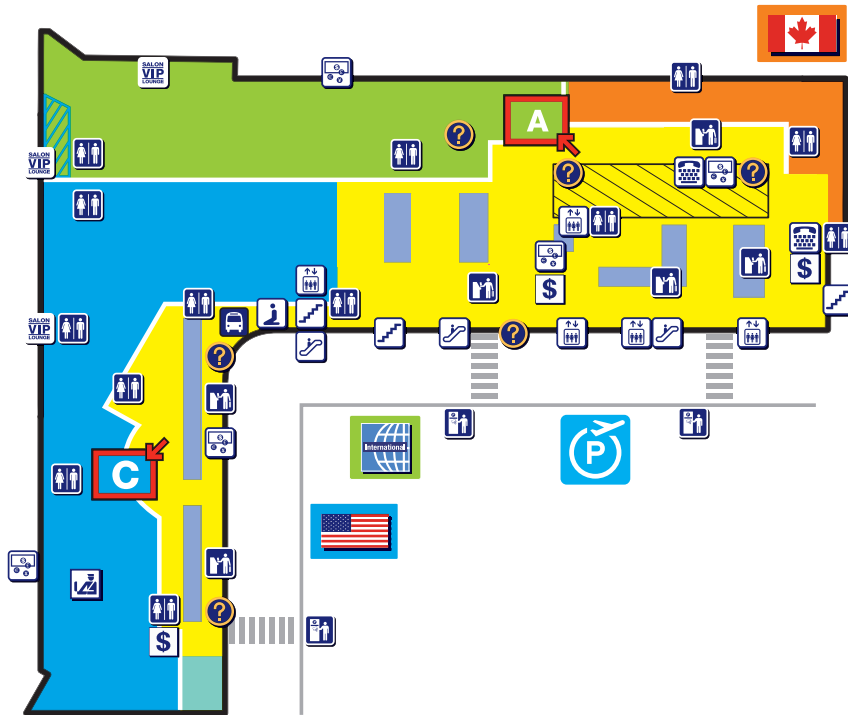 SALON
VIP
LOUNGE
A
?
SALON
VIP
LOUNGE
?
?
$
$
SALON
VIP
LOUNGE
?
?
International
P
C
?
$